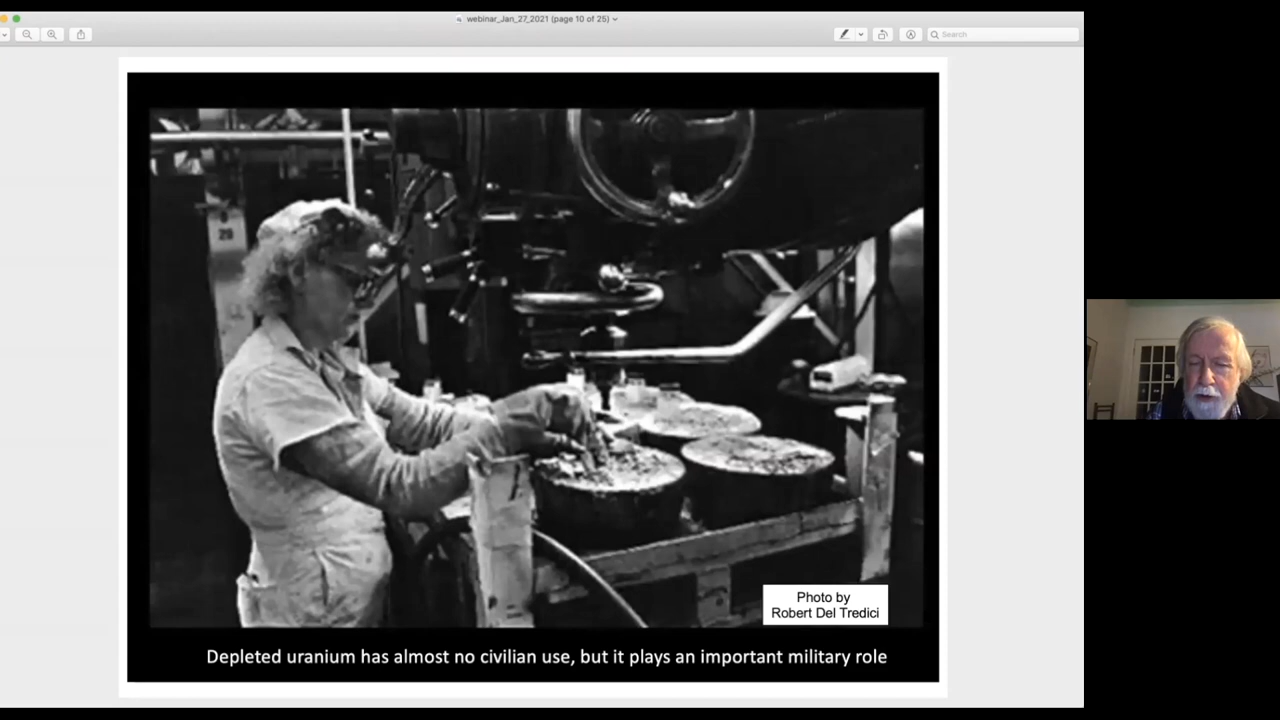 webinar_Jan_27_2021 (page 10 of 25)
Search
25
Photo by
Robert Del Tredici
Depleted uranium has almost no civilian use, but it plays an important military role